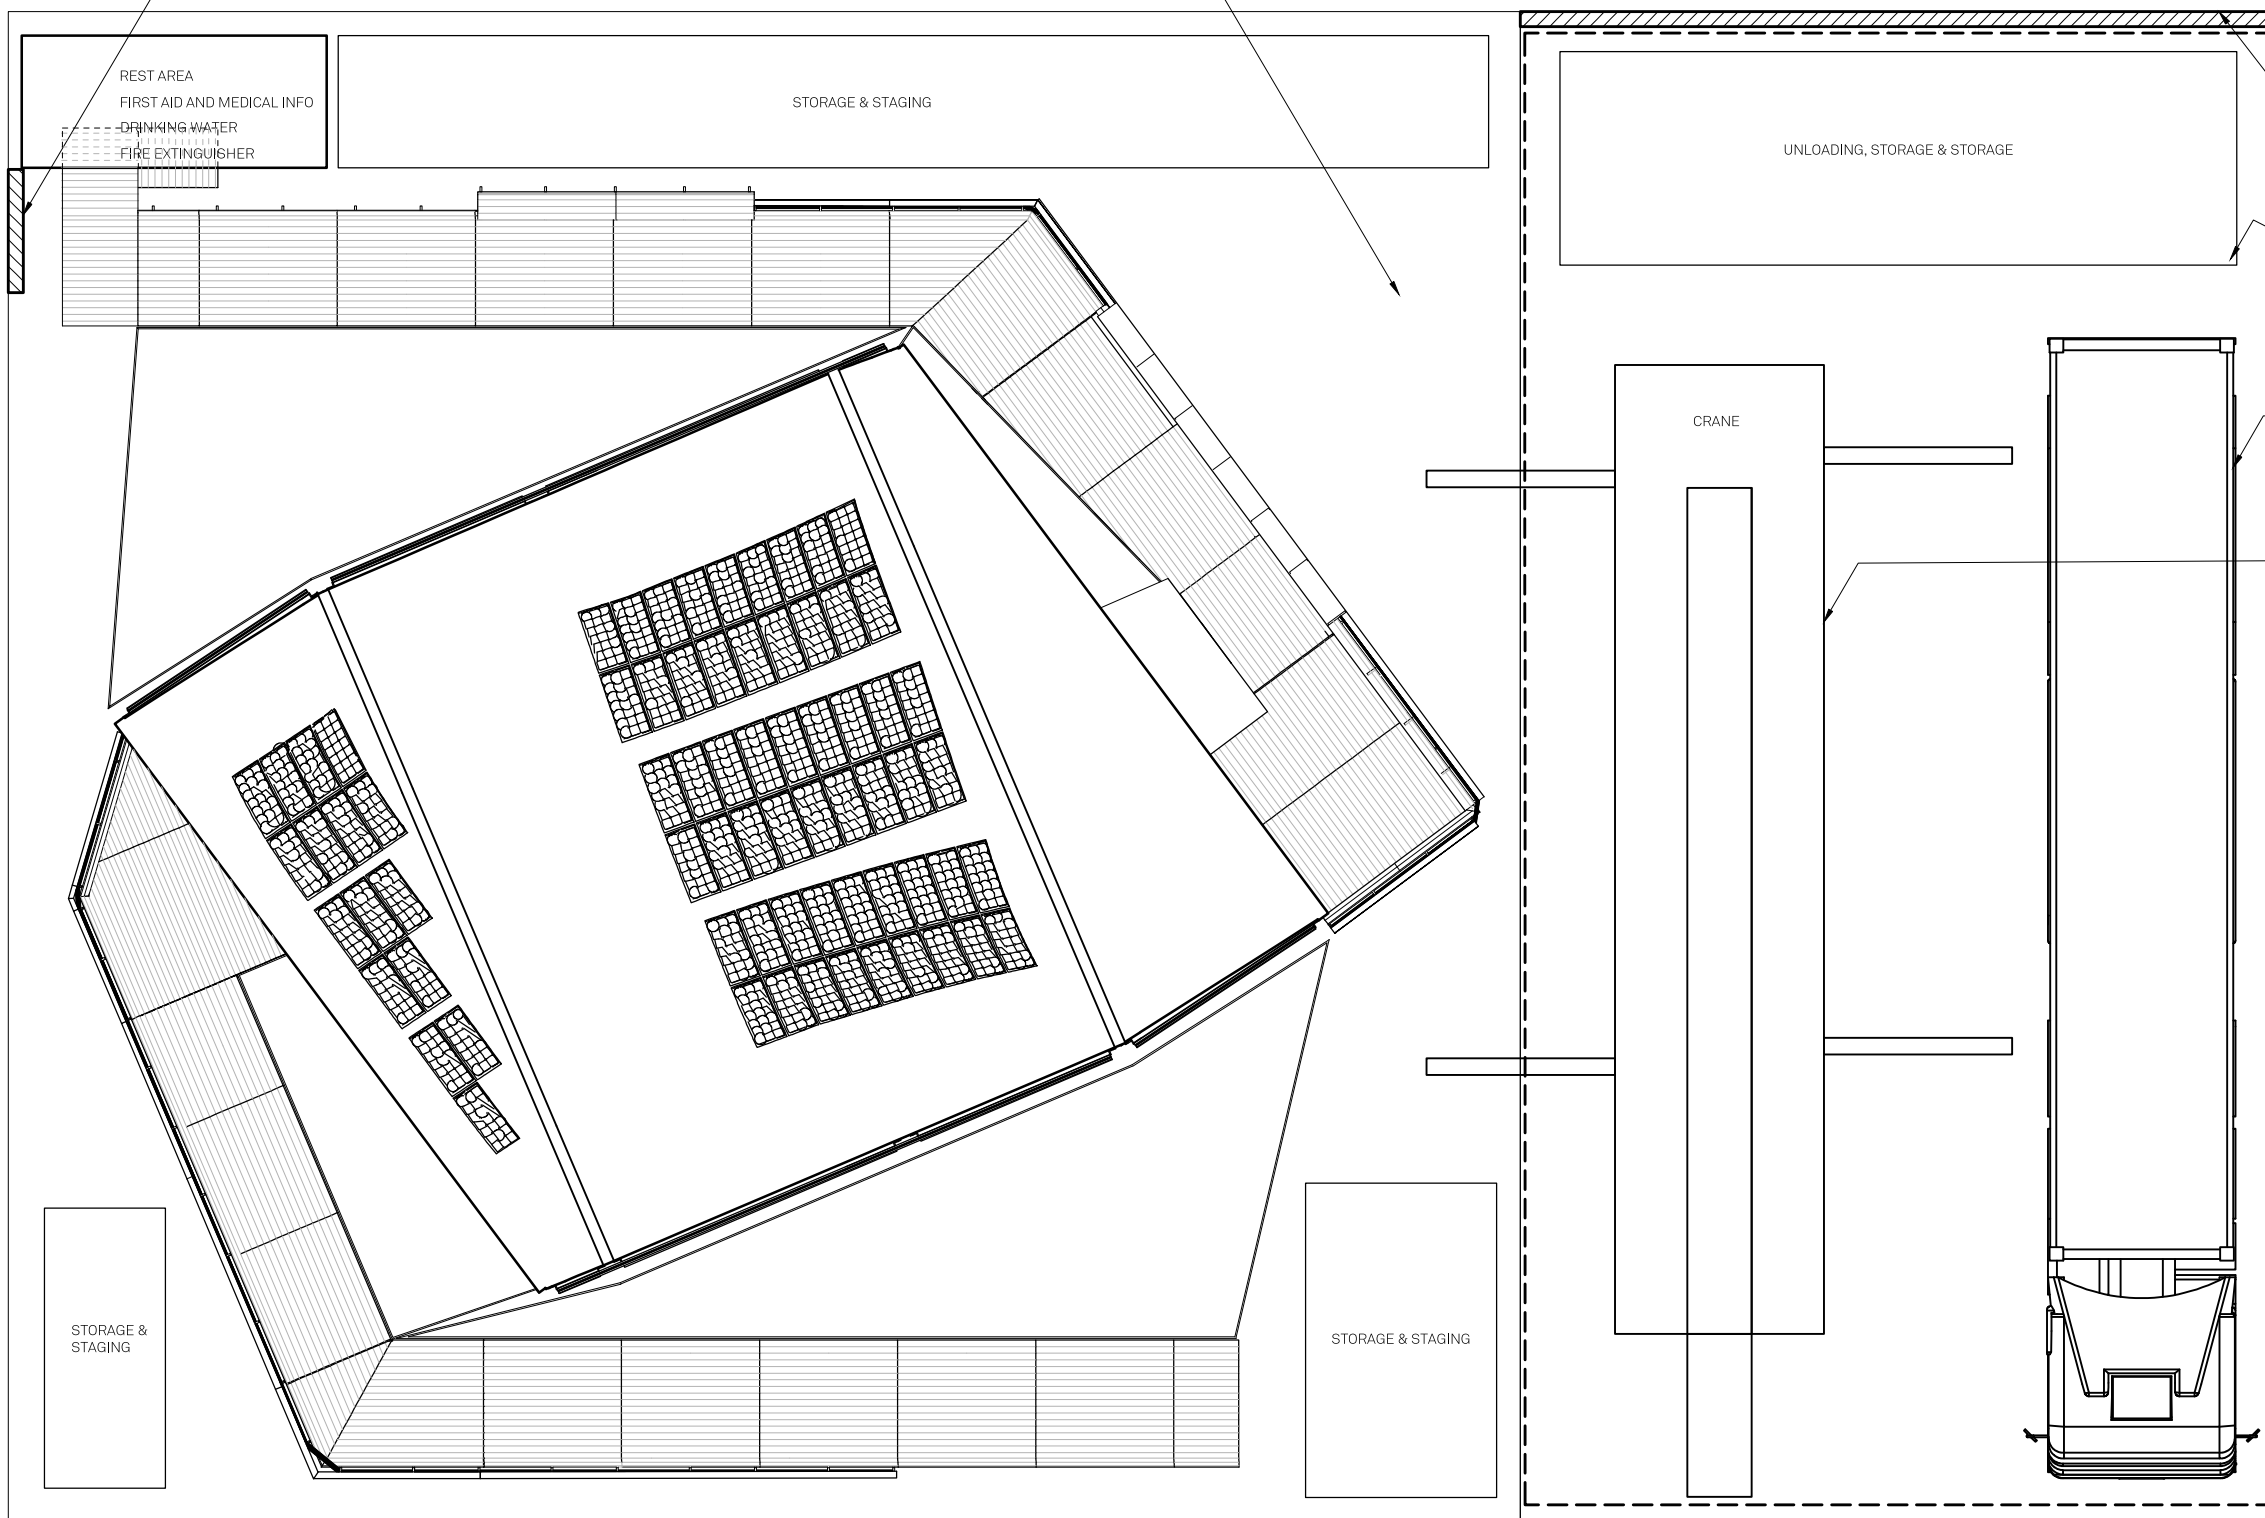 REST AREA
FIRST AID AND MEDICAL INFO
DRINKING WATER
FIRE EXTINGUISHER
STORAGE & STAGING
UNLOADING, STORAGE & STORAGE
CRANE
STORAGE &
STAGING
STORAGE & STAGING